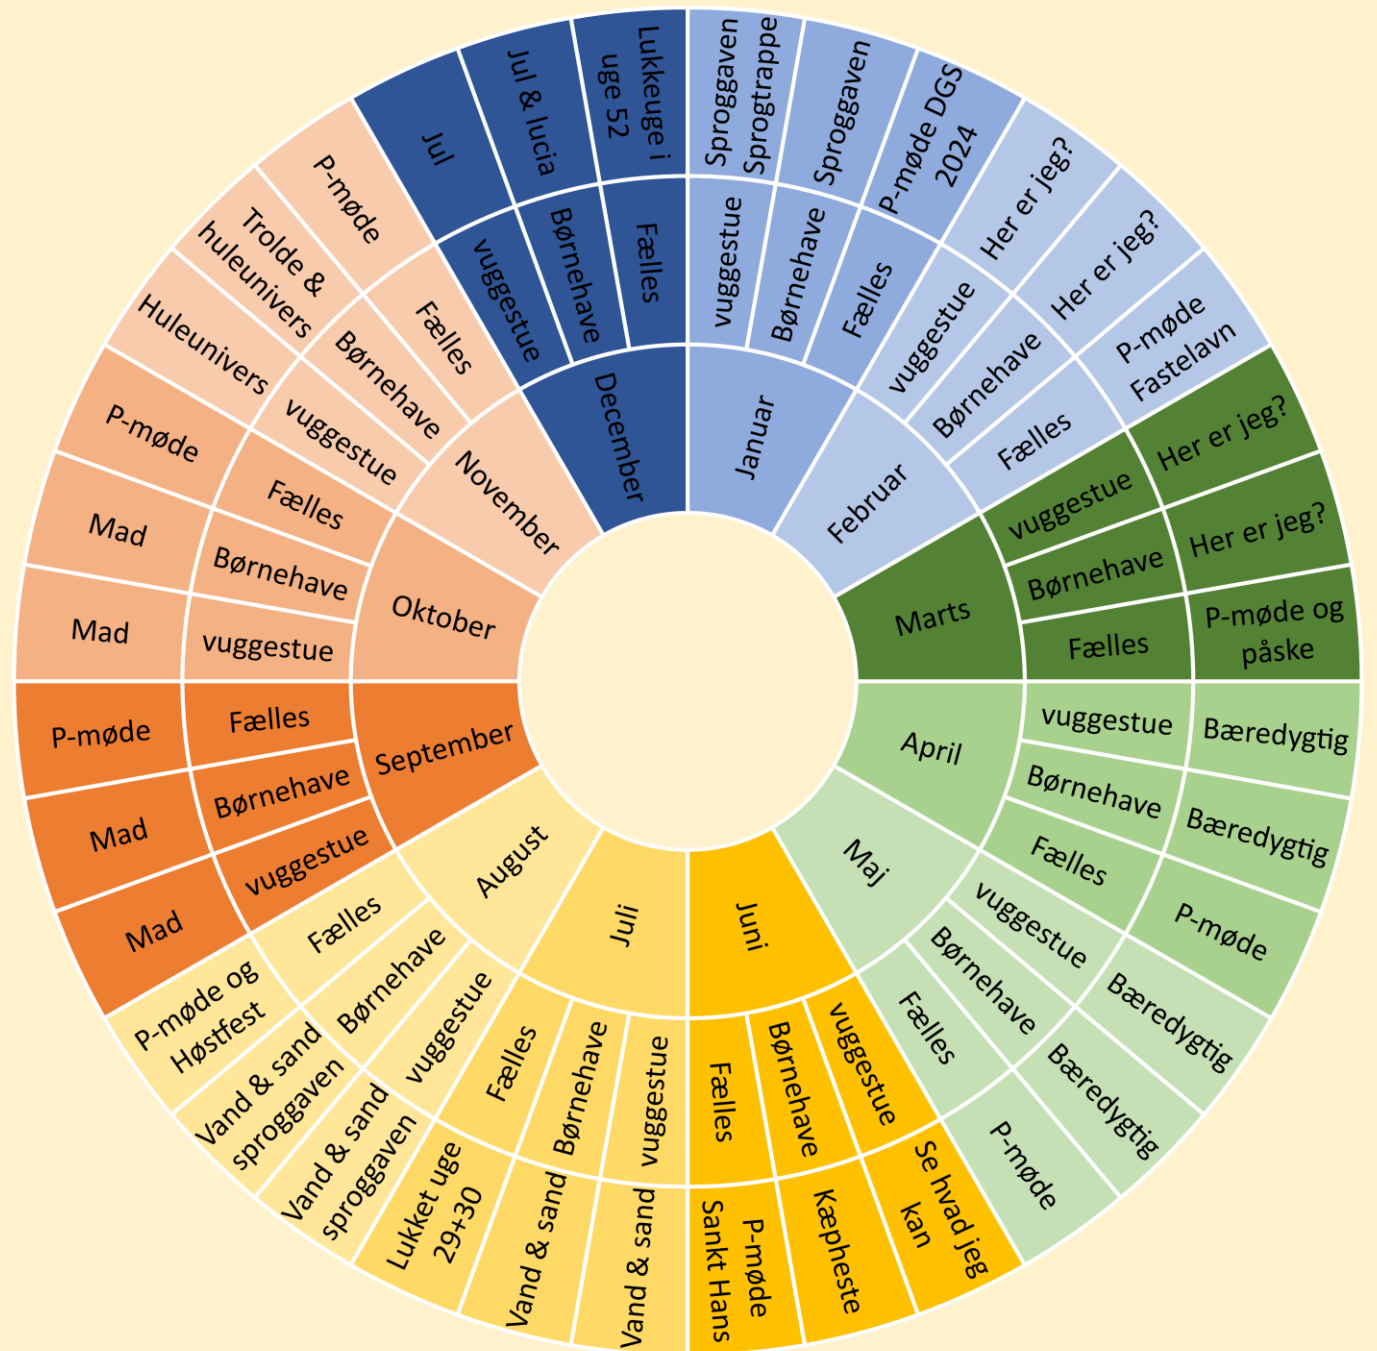 Januar
vuggestue
Sproggaven
Sprogtrappe
Børnehave
Sproggaven
Fælles
P-møde DGS
2024
Februar
vuggestue
Her er jeg?
Børnehave
Her er jeg?
Fælles
P-møde
Fastelavn
Marts
vuggestue
Her er jeg?
Børnehave
Her er jeg?
Fælles
P-møde og
påske
April
vuggestue
Bæredygtig
Børnehave
Bæredygtig
Fælles
P-møde
Maj
vuggestue
Bæredygtig
Børnehave
Bæredygtig
Fælles
P-møde
Juni
vuggestue
Se hvad jeg
kan
Børnehave
Kæpheste
Fælles
P-møde
Sankt Hans
Juli
vuggestue
Vand & sand
Børnehave
Vand & sand
Fælles
Lukket uge
29+30
August
vuggestue
Vand & sand
sproggaven
Børnehave
Vand & sand
sproggaven
Fælles
P-møde og
Høstfest
September
vuggestue
Mad
Børnehave
Mad
Fælles
P-møde
Oktober
vuggestue
Mad
Børnehave
Mad
Fælles
P-møde
November
vuggestue
Huleunivers
Børnehave
Trolde &
huleunivers
Fælles
P-møde
December
vuggestue
Jul
Børnehave
Jul & lucia
Fælles
Lukkeuge i
uge 52